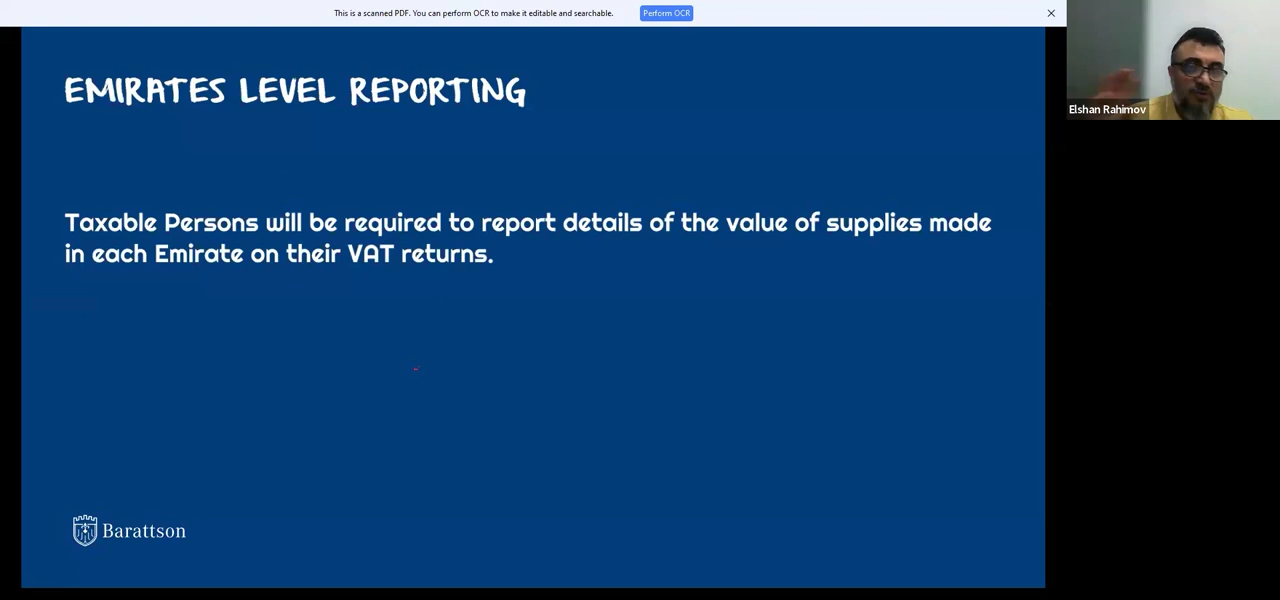 This is a scanned PDF. You can perform OCR to make it editable and searchable.
Perform OCR
Elshan Rahimov
EMIRATES LEVEL REPORTING
Taxable Persons will be required to report details of the value of supplies made
in each Emirate on their VAT returns.
Barattson